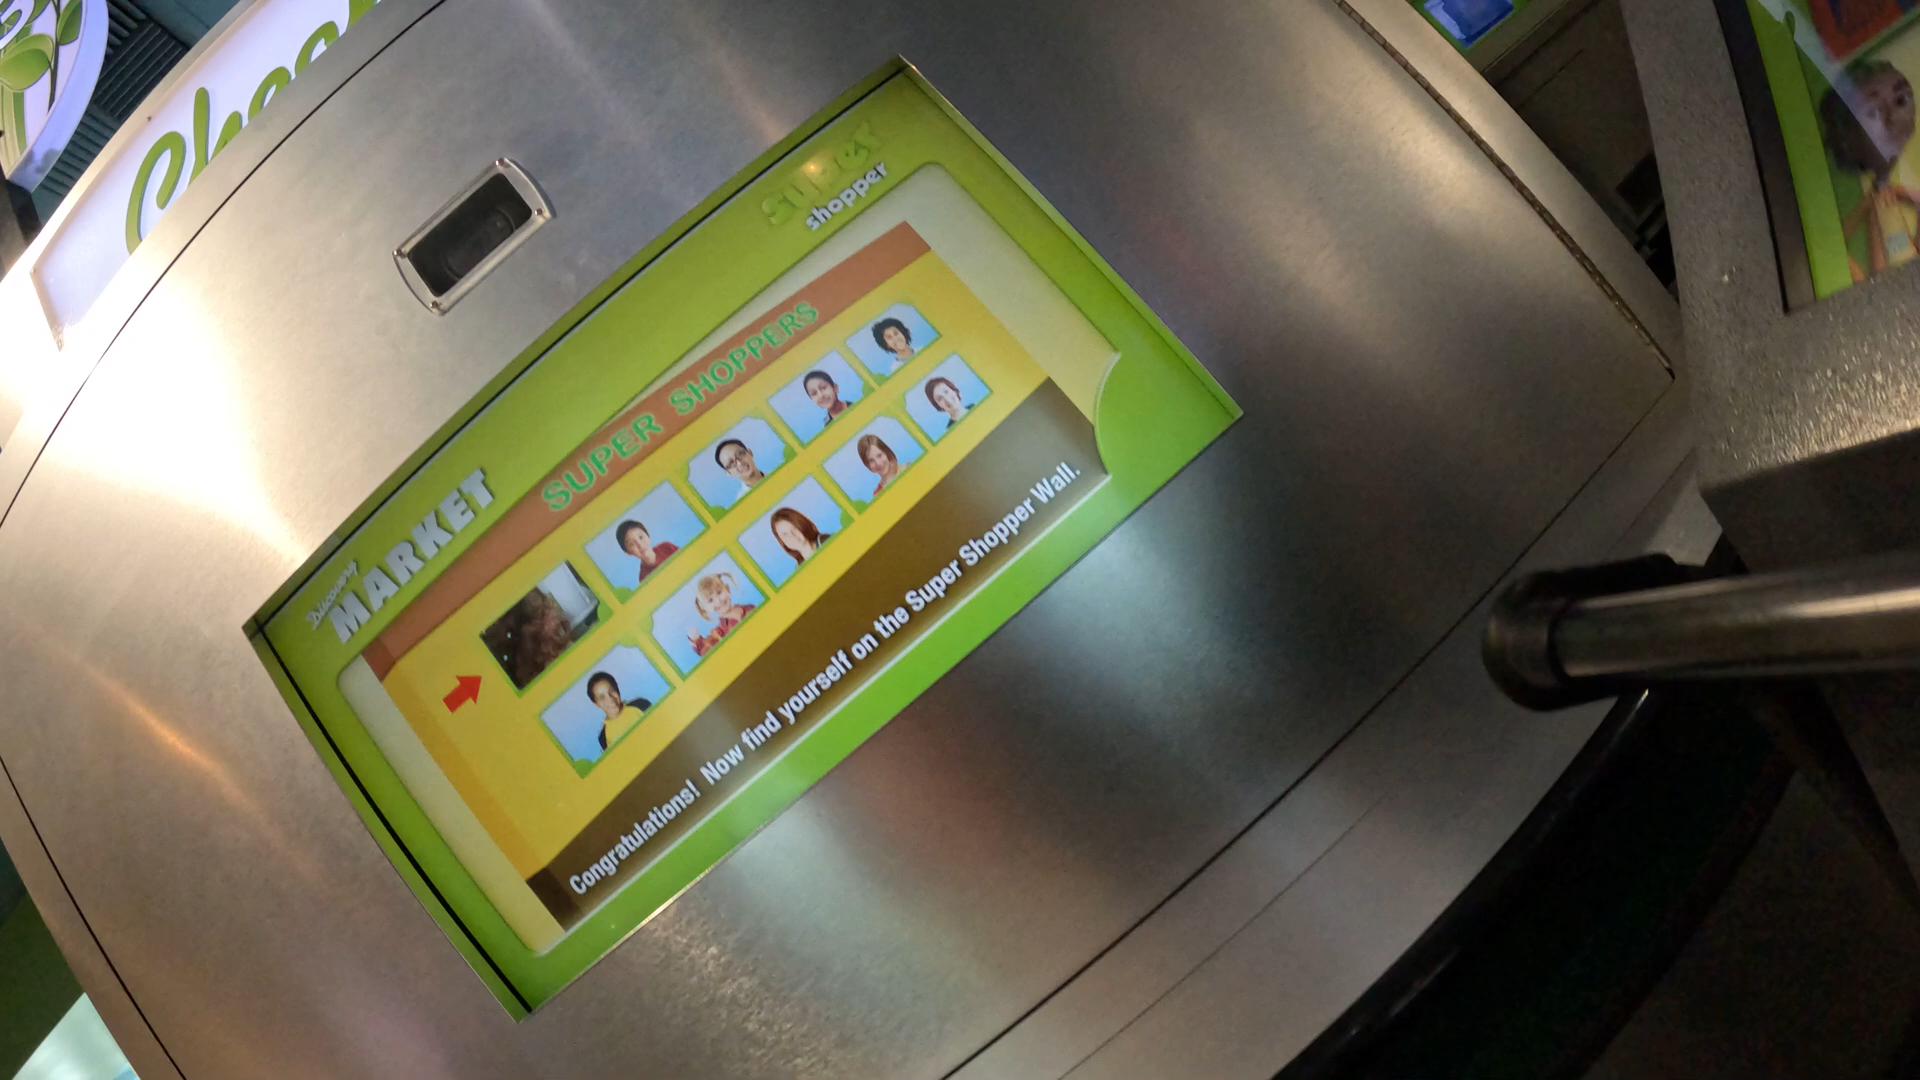 Discovery
MARKET
super
shopper
SUPER SHOPPERS
Congratulations! Now find yourself on the Super Shopper Wall.